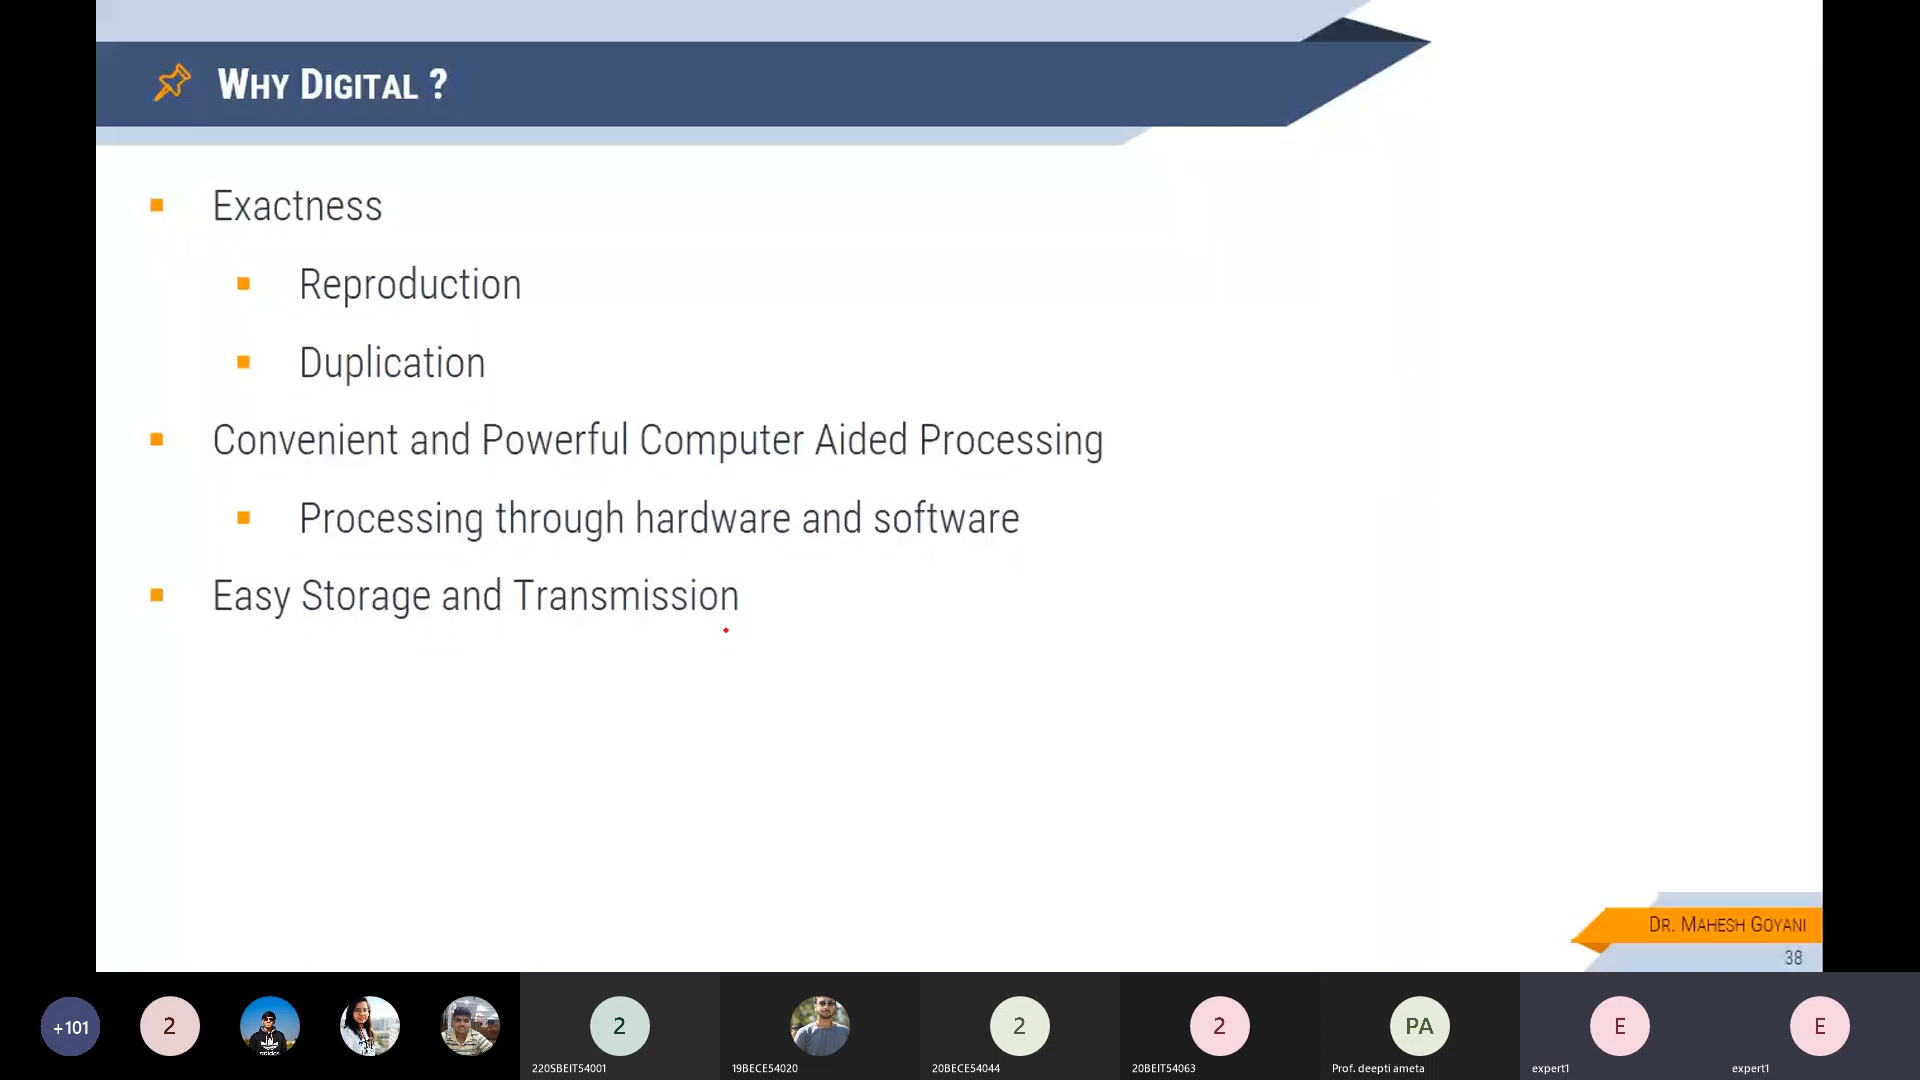 WHY DIGITAL ?
Exactness
Reproduction
Duplication
Convenient and Powerful Computer Aided Processing
Processing through hardware and software
Easy Storage and Transmission
DR. MAHESH GOYANI
38
+101
2
2
2
2
PA
E
E
220SBEIT54001
19BECE54020
20BECE54044
20BEIT54063
Prof. deepti ameta
expert1
expert1